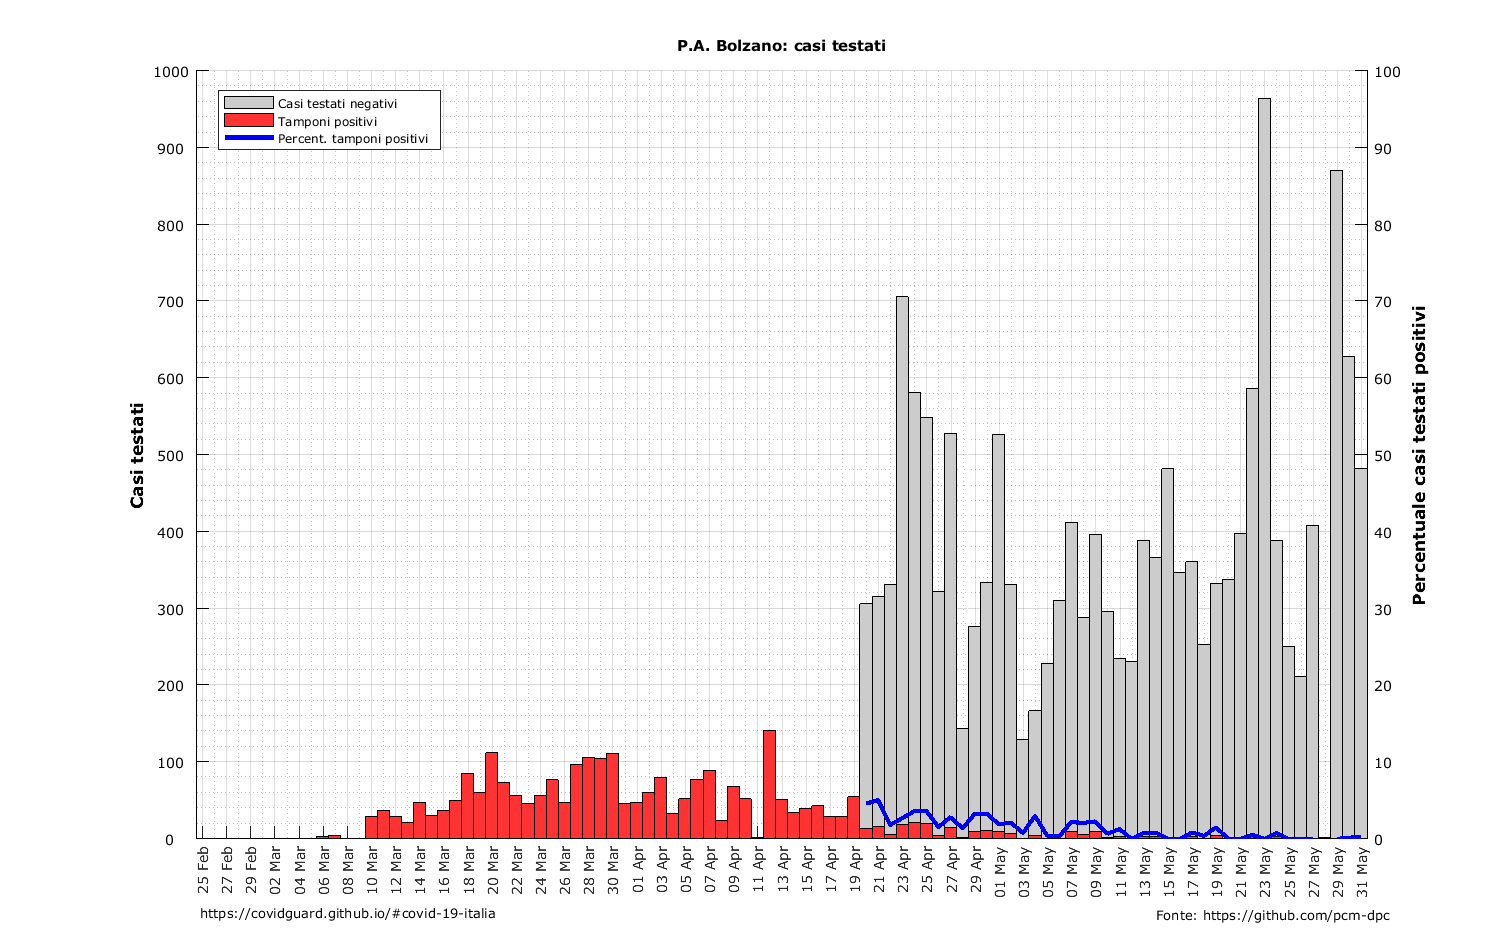 P.A. Bolzano: casi testati
Casi testati negativi
Tamponi positivi
Percent. tamponi positivi
Casi testati
1000
900
800
700
600
500
400
300
200
100
0
100
90
80
70
60
50
40
30
20
10
0
Percentuale casi testati positivi
25 Feb
27 Feb
29 Feb
02 Mar
04 Mar
06 Mar
08 Mar
10 Mar
12 Mar
14 Mar
16 Mar
18 Mar
20 Mar
22 Mar
24 Mar
26 Mar
28 Mar
30 Mar
01 Apr
03 Apr
05 Apr
07 Apr
09 Apr
11 Apr
13 Apr
15 Apr
17 Apr
19 Apr
21 Apr
23 Apr
25 Apr
27 Apr
29 Apr
01 May
03 May
05 May
07 May
09 May
11 May
13 May
15 May
17 May
19 May
21 May
23 May
25 May
27 May
29 May
31 May
https://covidguard.github.io/#covid-19-italia
Fonte: https://github.com/pcm-dpc